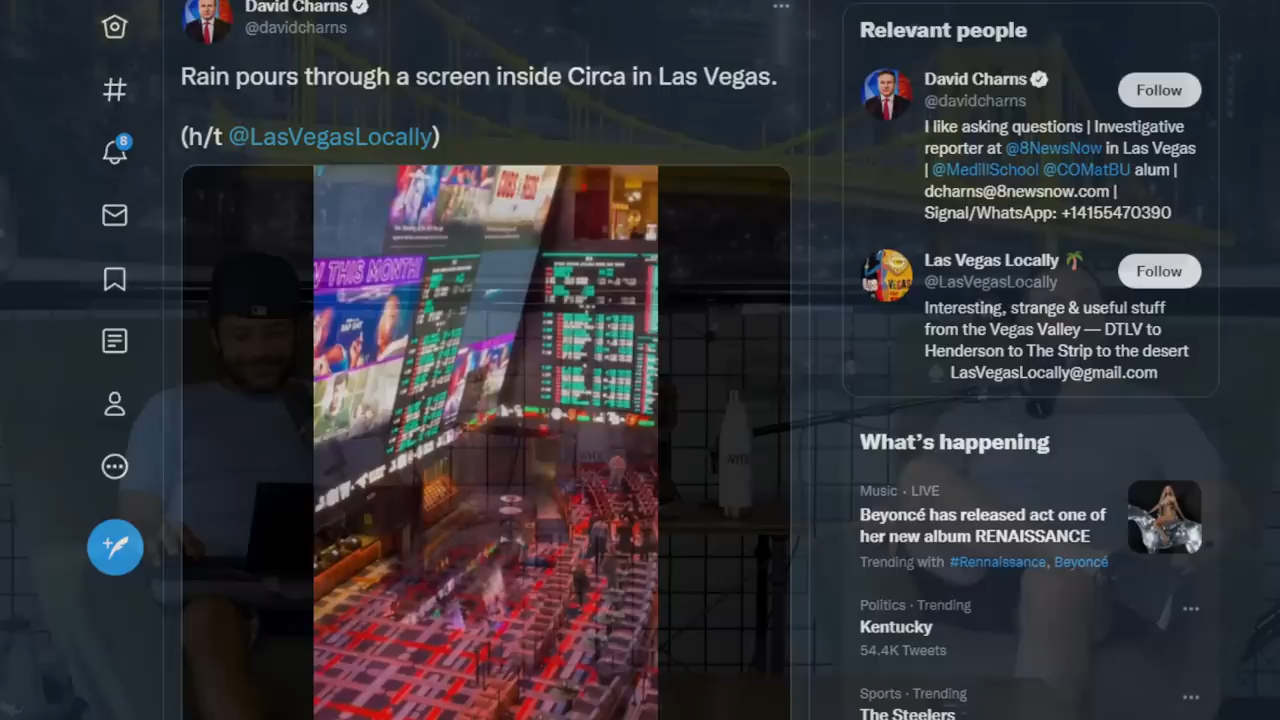 David Charns
@davidcharns
Rain pours through a screen inside Circa in Las Vegas.
(h/t @LasVegasLocally)
8
THIS MONTH!
Relevant people
David Charns
@davidcharns
Follow
I like asking questions | Investigative
reporter at @8NewsNow in Las Vegas
| @MedillSchool @COMatBU alum |
dcharns@8newsnow.com |
Signal/WhatsApp: +14155470390
Las Vegas Locally 🌴
@LasVegasLocally
Follow
Interesting, strange & useful stuff
from the Vegas Valley — DTLV to
Henderson to The Strip to the desert
LasVegasLocally@gmail.com
What's happening
Music · LIVE
Beyoncé has released act one of
her new album RENAISSANCE
Trending with #Rennaissance, Beyoncé
Politics · Trending
Kentucky
54.4K Tweets
Sports · Trending
The Steelers